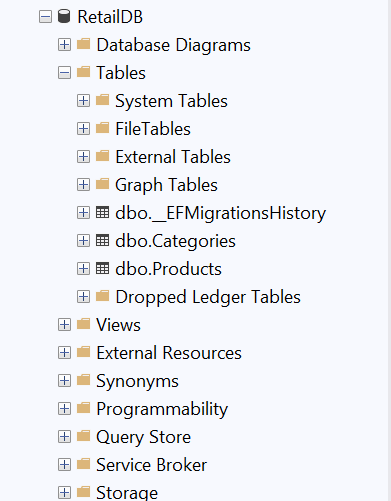 RetailDB
Database Diagrams
Tables
System Tables
FileTables
External Tables
Graph Tables
dbo.__EFMigrationsHistory
dbo.Categories
dbo.Products
Dropped Ledger Tables
Views
External Resources
Synonyms
Programmability
Query Store
Service Broker
Storage